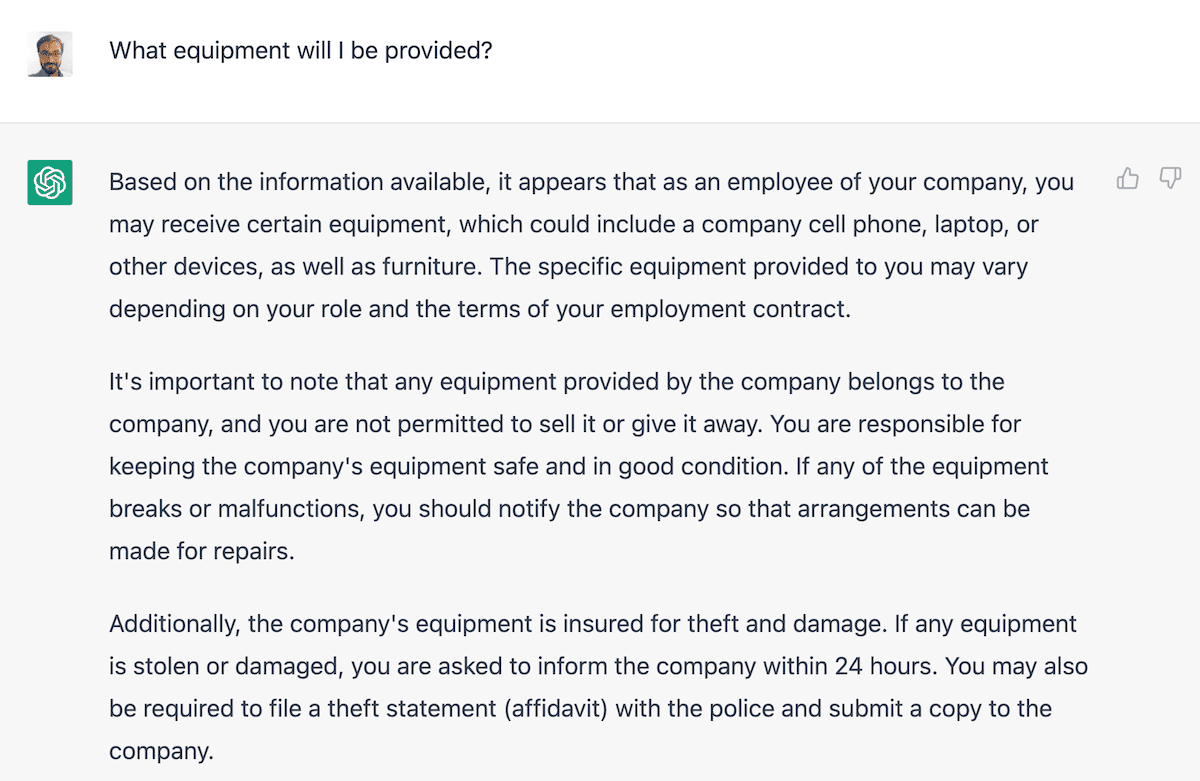 What equipment will I be provided?
Based on the information available, it appears that as an employee of your company, you
may receive certain equipment, which could include a company cell phone, laptop, or
other devices, as well as furniture. The specific equipment provided to you may vary
depending on your role and the terms of your employment contract.
It's important to note that any equipment provided by the company belongs to the
company, and you are not permitted to sell it or give it away. You are responsible for
keeping the company's equipment safe and in good condition. If any of the equipment
breaks or malfunctions, you should notify the company so that arrangements can be
made for repairs.
Additionally, the company's equipment is insured for theft and damage. If any equipment
is stolen or damaged, you are asked to inform the company within 24 hours. You may also
be required to file a theft statement (affidavit) with the police and submit a copy to the
company.